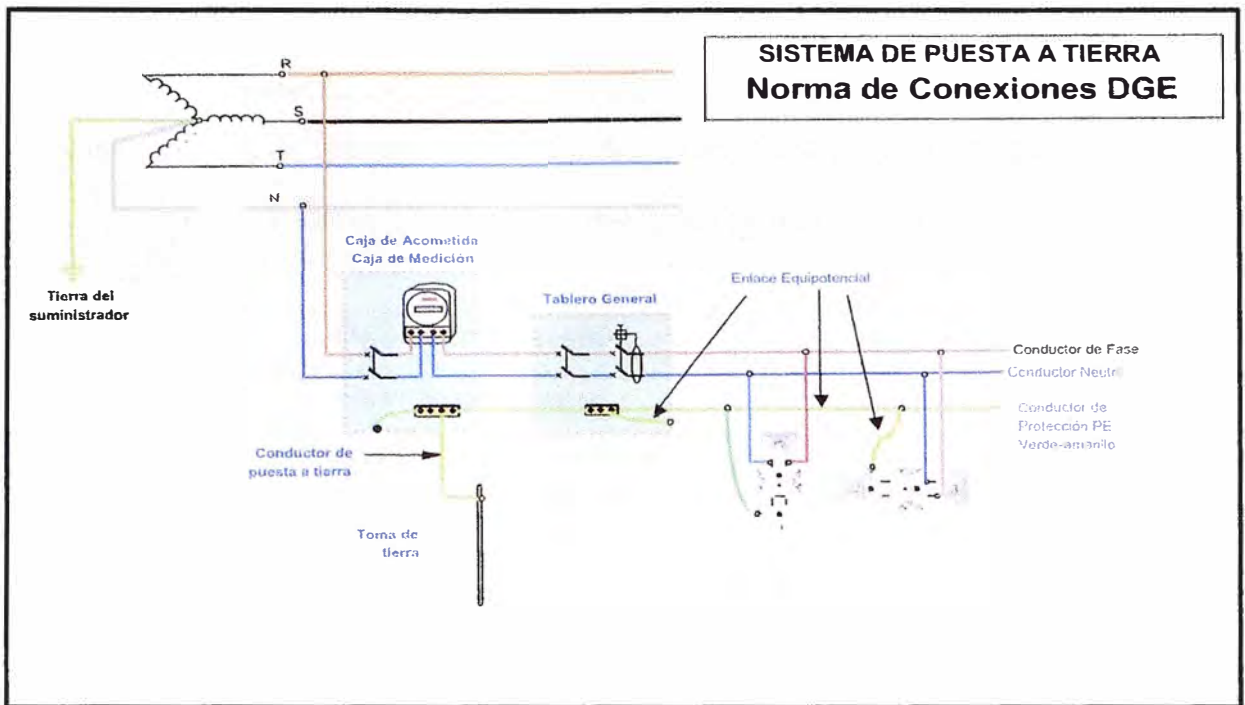 SISTEMA DE PUESTA A TIERRA
Norma de Conexiones DGE
R
S
T
N
Tierra del
suministrador
Caja de Acometida
Caja de Medición
Tablero General
Enlace Equipotencial
Conductor de Fase
Conductor Neutro
Conductor de
Protección PE
Verde-amarilo
Conductor de
puesta a tierra
Toma de
tierra